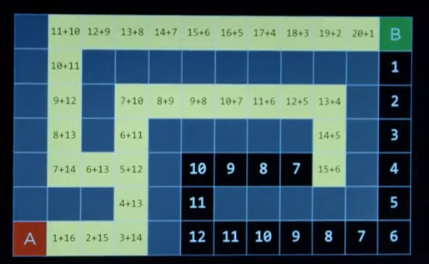 11+10 12+9 13+8 14+7 15+6 16+5 17+4 18+3 19+2 20+1 B
10+11 1
9+12 7+10 8+9 9+8 10+7 11+6 12+5 13+4 2
8+13 6+11 14+5 3
7+14 6+13 5+12 10 9 8 7 15+6 4
4+13 11 5
A 1+16 2+15 3+14 12 11 10 9 8 7 6